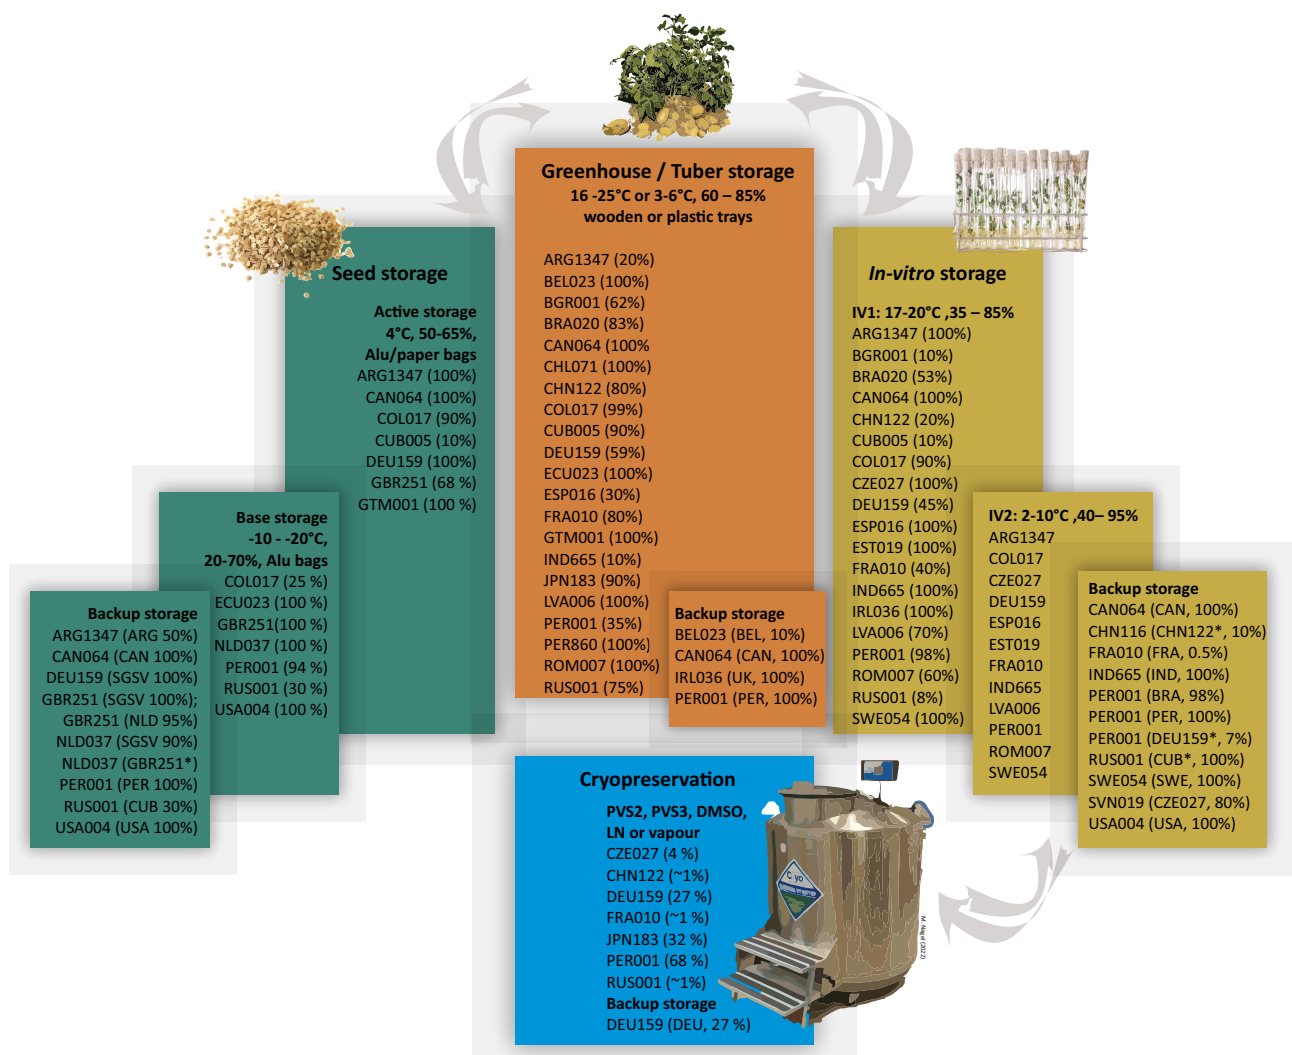 Greenhouse / Tuber storage
16 -25°C or 3-6°C, 60 – 85%
wooden or plastic trays
ARG1347 (20%)
BEL023 (100%)
BGR001 (62%)
BRA020 (83%)
CAN064 (100%
CHL071 (100%)
CHN122 (80%)
COL017 (99%)
CUB005 (90%)
DEU159 (59%)
ECU023 (100%)
ESP016 (30%)
FRA010 (80%)
GTM001 (100%)
IND665 (10%)
JPN183 (90%)
LVA006 (100%)
PER001 (35%)
PER860 (100%)
ROM007 (100%)
RUS001 (75%)
Backup storage
BEL023 (BEL, 10%)
CAN064 (CAN, 100%)
IRL036 (UK, 100%)
PER001 (PER, 100%)
Seed storage
Active storage
4°C, 50-65%,
Alu/paper bags
ARG1347 (100%)
CAN064 (100%)
COL017 (90%)
CUB005 (10%)
DEU159 (100%)
GBR251 (68 %)
GTM001 (100 %)
Base storage
-10 - -20°C,
20-70%, Alu bags
COL017 (25 %)
ECU023 (100 %)
GBR251(100 %)
NLD037 (100 %)
PER001 (94 %)
RUS001 (30 %)
USA004 (100 %)
Backup storage
ARG1347 (ARG 50%)
CAN064 (CAN 100%)
DEU159 (SGSV 100%)
GBR251 (SGSV 100%);
GBR251 (NLD 95%)
NLD037 (SGSV 90%)
NLD037 (GBR251*)
PER001 (PER 100%)
RUS001 (CUB 30%)
USA004 (USA 100%)
In-vitro storage
IV1: 17-20°C ,35 – 85%
ARG1347 (100%)
BGR001 (10%)
BRA020 (53%)
CAN064 (100%)
CHN122 (20%)
CUB005 (10%)
COL017 (90%)
CZE027 (100%)
DEU159 (45%)
ESP016 (100%)
EST019 (100%)
FRA010 (40%)
IND665 (100%)
IRL036 (100%)
LVA006 (70%)
PER001 (98%)
ROM007 (60%)
RUS001 (8%)
SWE054 (100%)
IV2: 2-10°C ,40– 95%
ARG1347
COL017
CZE027
DEU159
ESP016
EST019
FRA010
IND665
LVA006
PER001
ROM007
SWE054
Backup storage
CAN064 (CAN, 100%)
CHN116 (CHN122*, 10%)
FRA010 (FRA, 0.5%)
IND665 (IND, 100%)
PER001 (BRA, 98%)
PER001 (PER, 100%)
PER001 (DEU159*, 7%)
RUS001 (CUB*, 100%)
SWE054 (SWE, 100%)
SVN019 (CZE027, 80%)
USA004 (USA, 100%)
Cryopreservation
PVS2, PVS3, DMSO,
LN or vapour
CZE027 (4 %)
CHN122 (~1%)
DEU159 (27 %)
FRA010 (~1 %)
JPN183 (32 %)
PER001 (68 %)
RUS001 (~1%)
Backup storage
DEU159 (DEU, 27 %)
C yo
M. Nagel (2022)